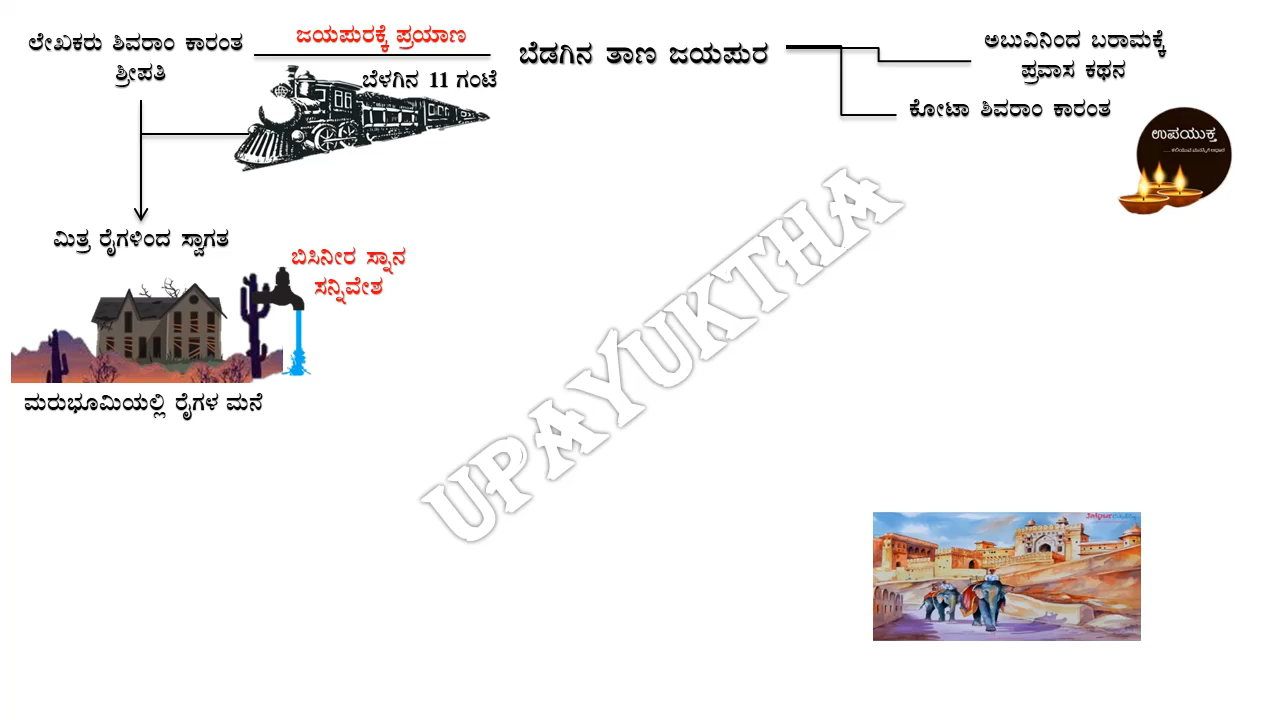 ಲೇಖಕರು ಶಿವರಾಂ ಕಾರಂತ
ಶ್ರೀಪತಿ
ಜಯಪುರಕ್ಕೆ ಪ್ರಯಾಣ
ಬೆಳಗಿನ 11 ಗಂಟೆ
ಬೆಡಗಿನ ತಾಣ ಜಯಪುರ
ಅಬುವಿನಿಂದ ಬರಾಮಕ್ಕೆ
ಪ್ರವಾಸ ಕಥನ
ಕೋಟಾ ಶಿವರಾಂ ಕಾರಂತ
ಉಪಯುಕ್ತ
ಮಿತ್ರ ರೈಗಳಿಂದ ಸ್ವಾಗತ
ಬಿಸಿನೀರ ಸ್ನಾನ
ಸನ್ನಿವೇಶ
ಮರುಭೂಮಿಯಲ್ಲಿ ರೈಗಳ ಮನೆ
UPAYUKTHA